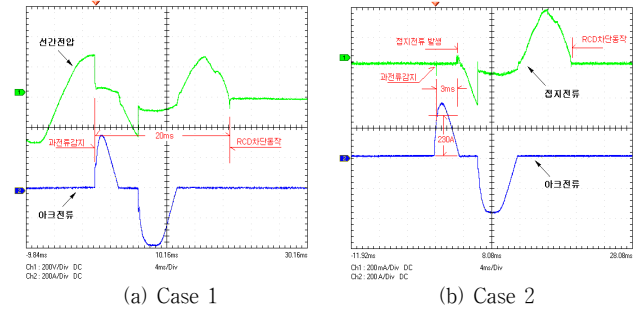 선간전압
1
20ms
과전류감지
RCD차단동작
2
아크전류
-9.84ms
10.16ms
30.16ms
4ms/Div
Ch1 : 200V/Div DC
Ch2 : 200A/Div DC
(a) Case 1
접지전류 발생
RCD차단동작
1
과전류감지
3ms
접지전류
230A
2
아크전류
-11.92ms
8.08ms
28.08ms
4ms/Div
Ch1 : 200mA/Div DC
Ch2 : 200 A/Div DC
(b) Case 2